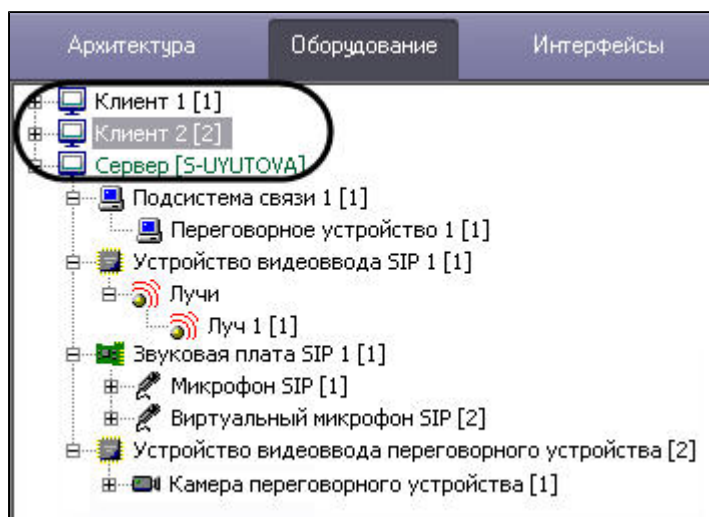 Архитектура Оборудование Интерфейсы
Клиент 1 [1]
Клиент 2 [2]
Сервер [S-UYUTOVA]
Подсистема связи 1 [1]
Переговорное устройство 1 [1]
Устройство видеоввода SIP 1 [1]
Лучи
Луч 1 [1]
Звуковая плата SIP 1 [1]
Микрофон SIP [1]
Виртуальный микрофон SIP [2]
Устройство видеоввода переговорного устройства [2]
Камера переговорного устройства [1]